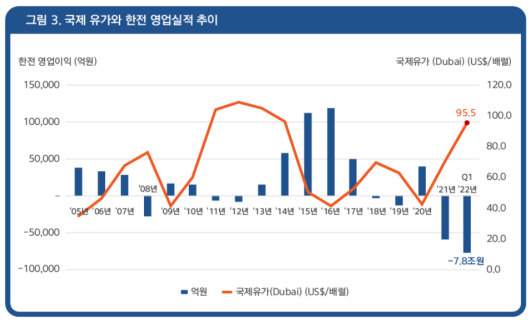 그림 3. 국제 유가와 한전 영업실적 추이
한전 영업이익 (억원) 국제유가 (Dubai) (US$/배럴)
150,000 120.0
100,000 100.0
95.5
80.0
50,000 60.0
'08년 Q1
'21년 '22년
- 40.0
'05년 '06년 '07년 '09년 '10년 '11년 '12년 '13년 '14년 '15년 '16년 '17년 '18년 '19년 '20년
-50,000 20.0
-7.8조원
-100,000 0.0
억원 국제유가(Dubai) (US$/배럴)